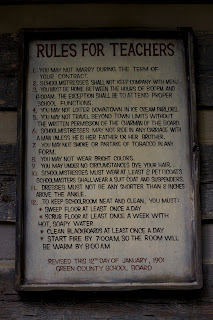 RULES FOR TEACHERS
1. YOU MAY NOT MARRY DURING THE TERM OF
YOUR CONTRACT.
2. SCHOOLMISTRESSES SHALL NOT KEEP COMPANY WITH MEN.
3. YOU MUST BE HOME BETWEEN THE HOURS OF 8:00PM AND
6:00AM. THE EXCEPTION SHALL BE TO ATTEND PROPER
SCHOOL FUNCTIONS.
4. YOU MAY NOT LOITER DOWNTOWN IN ICE CREAM PARLORS.
5. YOU MAY NOT TRAVEL BEYOND TOWN LIMITS WITHOUT
THE WRITTEN PERMISSION OF THE CHAIRMAN OF THE BOARD.
6. SCHOOLMISTRESSES MAY NOT RIDE IN ANY CARRIAGE WITH
A MAN UNLESS HE IS HER FATHER OR HER BROTHER.
7. YOU MAY NOT SMOKE OR PARTAKE OF TOBACCO IN ANY
FORM.
8. YOU MAY NOT WEAR BRIGHT COLORS.
9. YOU MAY UNDER NO CIRCUMSTANCES DYE YOUR HAIR.
10. SCHOOLMISTRESSES MUST WEAR AT LEAST 2 PETTICOATS.
SCHOOLMASTERS SHALL WEAR A SUIT COAT AND SUSPENDERS.
11. DRESSES MUST NOT BE ANY SHORTER THAN 2 INCHES
ABOVE THE ANKLE.
12. TO KEEP SCHOOLROOM NEAT AND CLEAN, YOU MUST:
* SWEEP FLOOR AT LEAST ONCE A DAY
* SCRUB FLOOR AT LEAST ONCE A WEEK WITH
HOT, SOAPY WATER
* CLEAN BLACKBOARDS AT LEAST ONCE A DAY
* START FIRE BY 7:00AM SO THE ROOM WILL
BE WARM BY 8:00AM
REVISED THIS 12TH DAY OF JANUARY, 1901
GREEN COUNTY SCHOOL BOARD